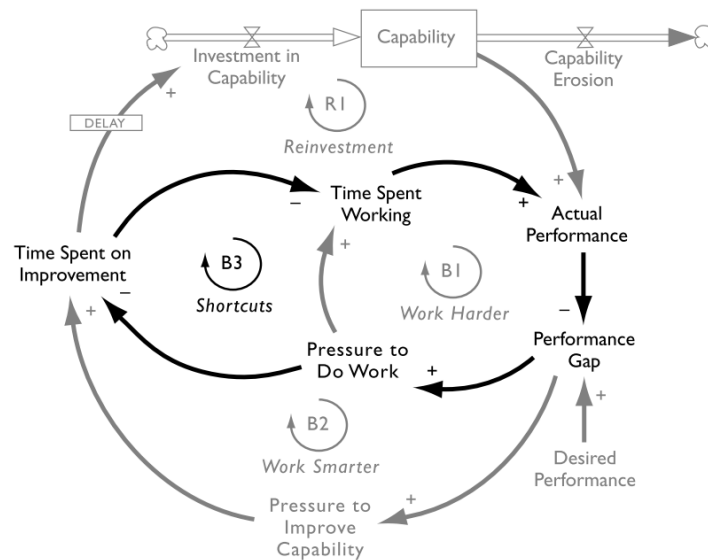 Investment in
Capability
Capability
Capability
Erosion
+
DELAY
R1
Reinvestment
+
−
Time Spent
Working
+
Actual
Performance
Time Spent on
Improvement
−
+
B3
Shortcuts
+
B1
Work Harder
−
Pressure to
Do Work
+
Performance
Gap
+
B2
Work Smarter
Desired
Performance
+
Pressure to
Improve
Capability